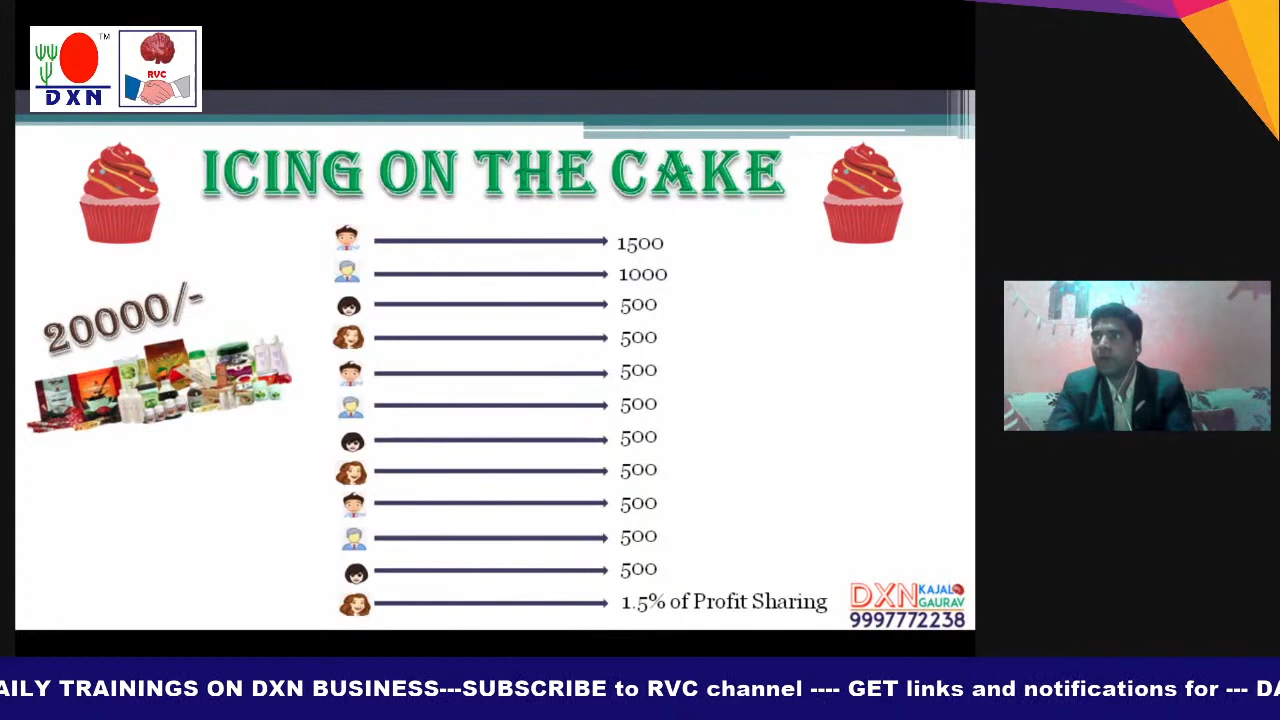 TM
DXN
RVC
ICING ON THE CAKE
20000/-
1500
1000
500
500
500
500
500
500
500
500
500
1.5% of Profit Sharing
DXN KAJAL GAURAV
9997772238
AILY TRAININGS ON DXN BUSINESS---SUBSCRIBE to RVC channel ---- GET links and notifications for --- DA